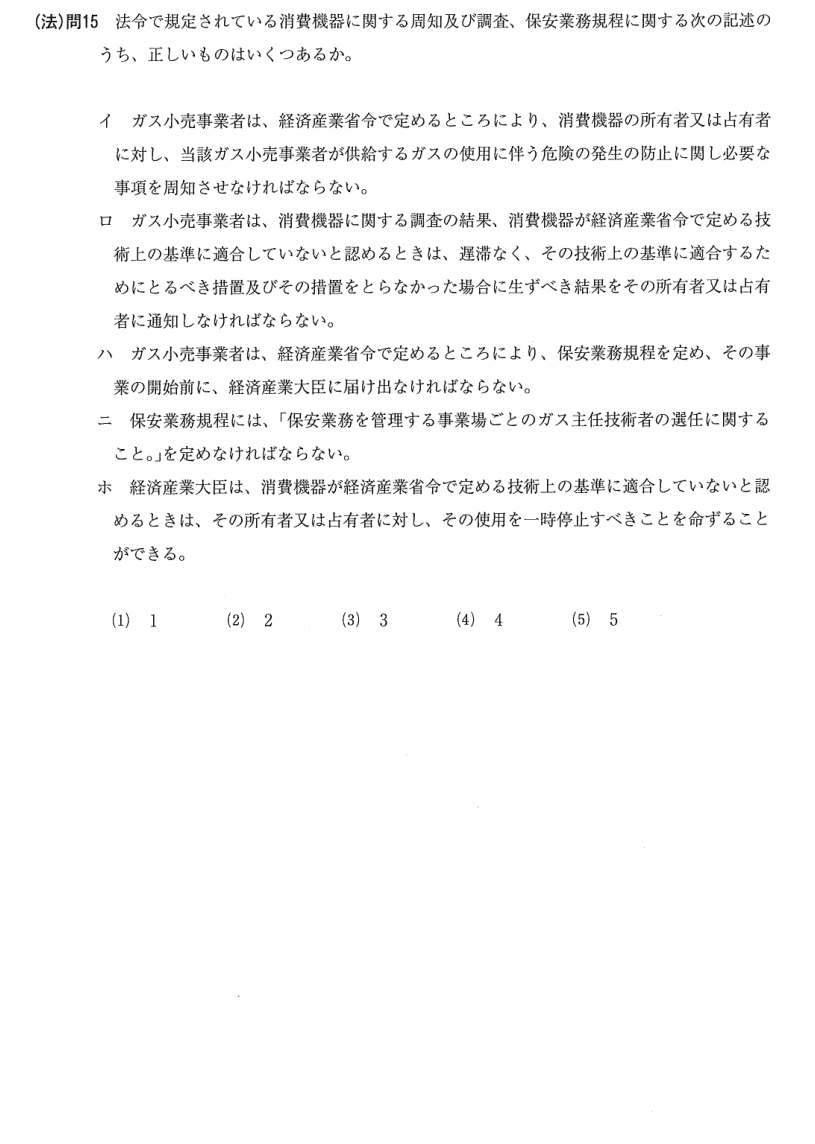 (法)問15 法令で規定されている消費機器に関する周知及び調査、保安業務規程に関する次の記述の
うち、正しいものはいくつあるか。
イ ガス小売事業者は、経済産業省令で定めるところにより、消費機器の所有者又は占有者
に対し、当該ガス小売事業者が供給するガスの使用に伴う危険の発生の防止に関し必要な
事項を周知させなければならない。
ロ ガス小売事業者は、消費機器に関する調査の結果、消費機器が経済産業省令で定める技
術上の基準に適合していないと認めるときは、遅滞なく、その技術上の基準に適合するた
めにとるべき措置及びその措置をとらなかった場合に生ずべき結果をその所有者又は占有
者に通知しなければならない。
ハ ガス小売事業者は、経済産業省令で定めるところにより、保安業務規程を定め、その事
業の開始前に、経済産業大臣に届け出なければならない。
ニ 保安業務規程には、「保安業務を管理する事業場ごとのガス主任技術者の選任に関する
こと。」を定めなければならない。
ホ 経済産業大臣は、消費機器が経済産業省令で定める技術上の基準に適合していないと認
めるときは、その所有者又は占有者に対し、その使用を一時停止すべきことを命ずること
ができる。
(1) 1 (2) 2 (3) 3 (4) 4 (5) 5